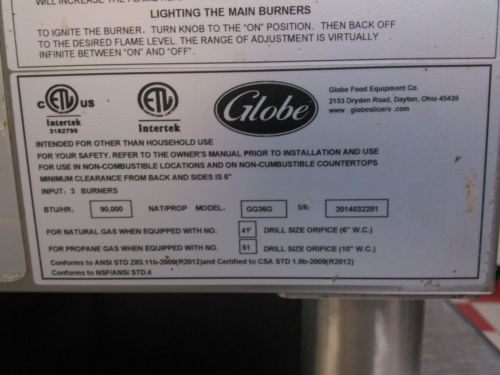 WILL INCREASE THE FLAME
LIGHTING THE MAIN BURNERS
TO IGNITE THE BURNER. TURN KNOB TO THE "ON" POSITION. THEN BACK OFF
TO THE DESIRED FLAME LEVEL. THE RANGE OF ADJUSTMENT IS VIRTUALLY
INFINITE BETWEEN "ON" AND "OFF".
C ETL US
Intertek
3182799
ETL
Intertek
Globe
Globe Food Equipment Co.
2153 Dryden Road, Dayton, Ohio 45439
www.globeslicers.com
INTENDED FOR OTHER THAN HOUSEHOLD USE
FOR YOUR SAFETY, REFER TO THE OWNER'S MANUAL PRIOR TO INSTALLATION AND USE
FOR USE IN NON-COMBUSTIBLE LOCATIONS AND ON NON-CUMBUSTIBLE COUNTERTOPS
MINIMUM CLEARANCE FROM BACK AND SIDES IS 6"
INPUT: 3 BURNERS
BTU/HR: 90,000 NAT/PROP MODEL: GG36G S/N: 2014032281
FOR NATURAL GAS WHEN EQUIPPED WITH NO. 41' DRILL SIZE ORIFICE (6" W.C.)
FOR PROPANE GAS WHEN EQUIPPED WITH NO. 51 DRILL SIZE ORIFICE (10" W.C.)
Conforms to ANSI STD Z83.11b-2009(R2012)and Certified to CSA STD 1.8b-2009(R2012)
Conforms to NSF/ANSI STD.4